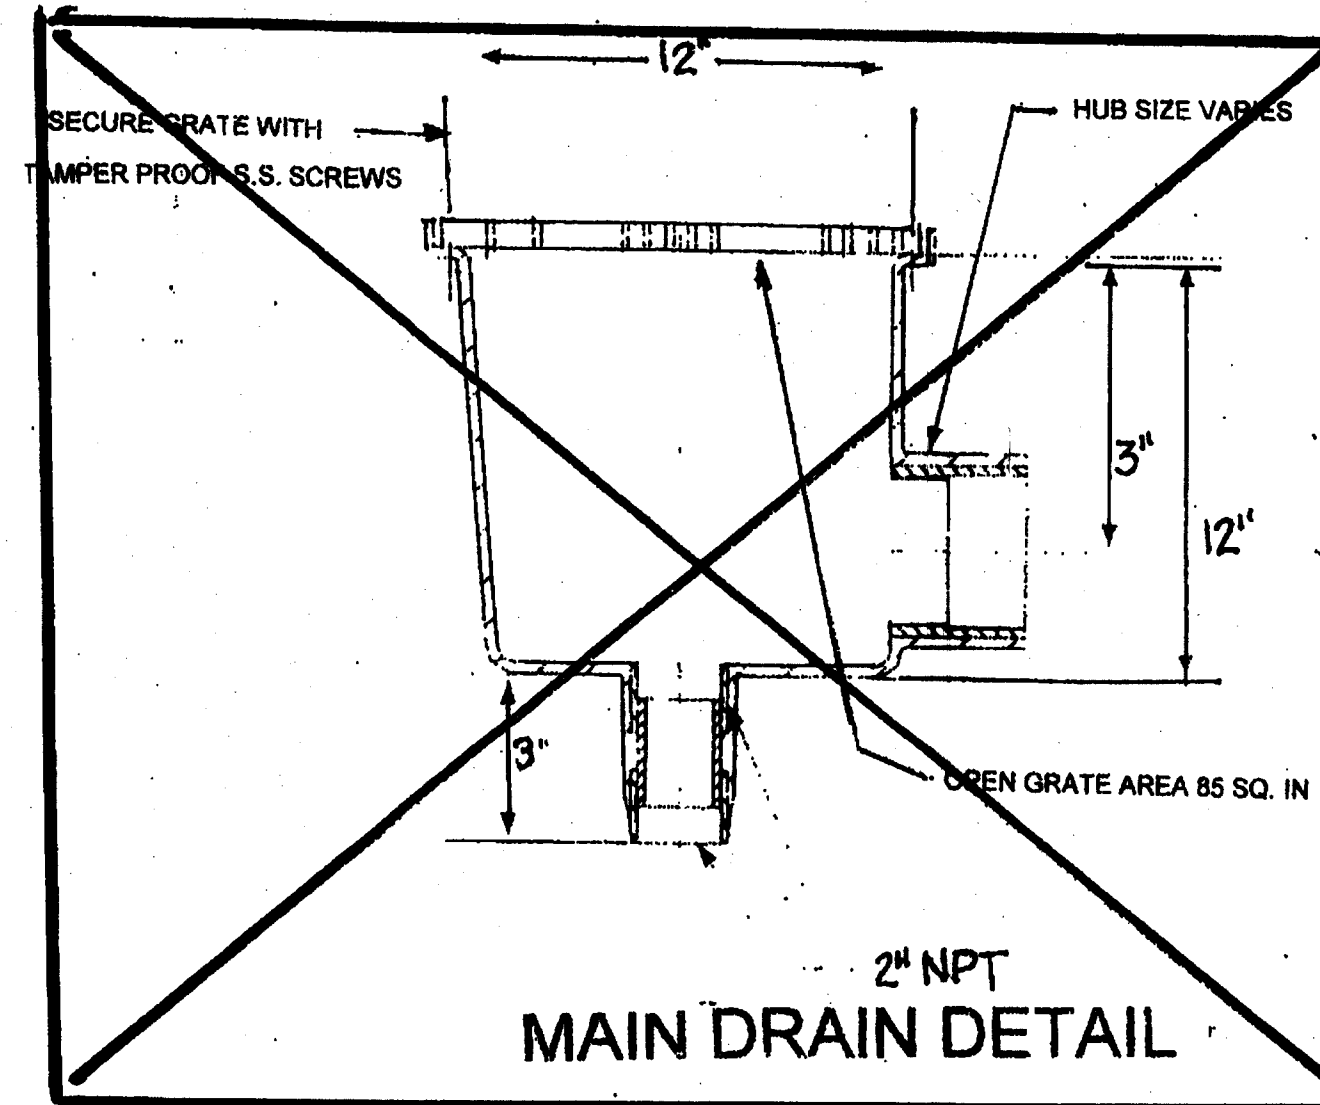 12"
SECURE GRATE WITH
TAMPER PROOF S.S. SCREWS
HUB SIZE VARIES
3"
12"
3"
OPEN GRATE AREA 85 SQ. IN
2" NPT
MAIN DRAIN DETAIL